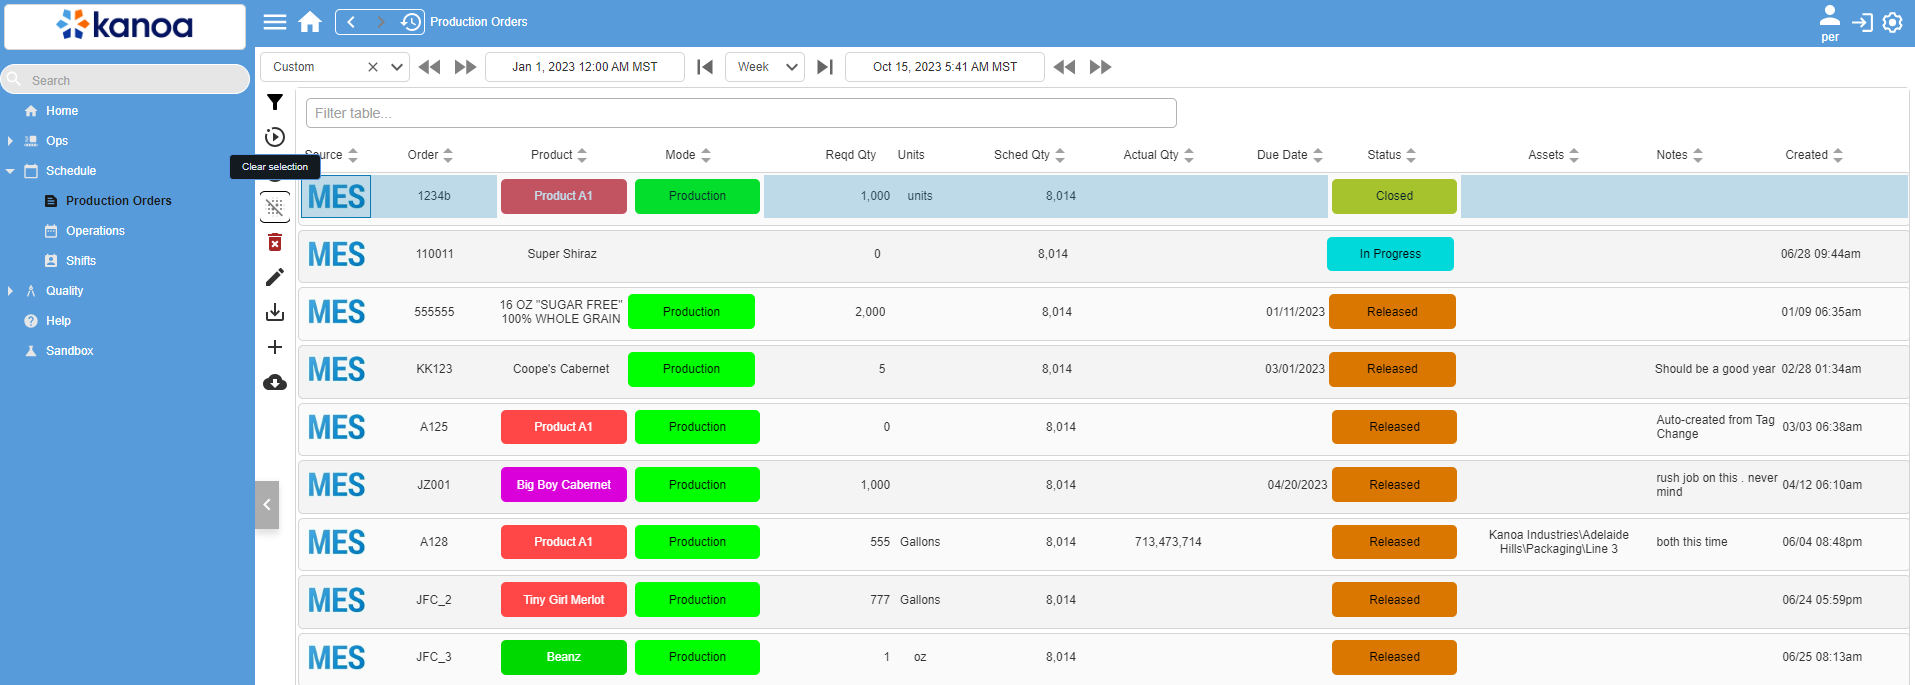 kanoa
Production Orders
per
Search
Home
Ops
Schedule
Production Orders
Operations
Shifts
Quality
Help
Sandbox
Custom
Jan 1, 2023 12:00 AM MST
Week
Oct 15, 2023 5:41 AM MST
Filter table...
Clear selection
Source Order Product Mode Reqd Qty Units Sched Qty Actual Qty Due Date Status Assets Notes Created
MES 1234b Product A1 Production 1,000 units 8,014 Closed
MES 110011 Super Shiraz 0 8,014 In Progress 06/28 09:44am
MES 555555 16 OZ "SUGAR FREE" Production 2,000 8,014 01/11/2023 Released 01/09 06:35am
100% WHOLE GRAIN
MES KK123 Coope's Cabernet Production 5 8,014 03/01/2023 Released Should be a good year 02/28 01:34am
MES A125 Product A1 Production 0 8,014 Released Auto-created from Tag 03/03 06:38am
Change
MES JZ001 Big Boy Cabernet Production 1,000 8,014 04/20/2023 Released rush job on this . never 04/12 06:10am
mind
MES A128 Product A1 Production 555 Gallons 8,014 713,473,714 Released Kanoa Industries\Adelaide both this time 06/04 08:48pm
Hills\Packaging\Line 3
MES JFC_2 Tiny Girl Merlot Production 777 Gallons 8,014 Released 06/24 05:59pm
MES JFC_3 Beanz Production 1 oz 8,014 Released 06/25 08:13am